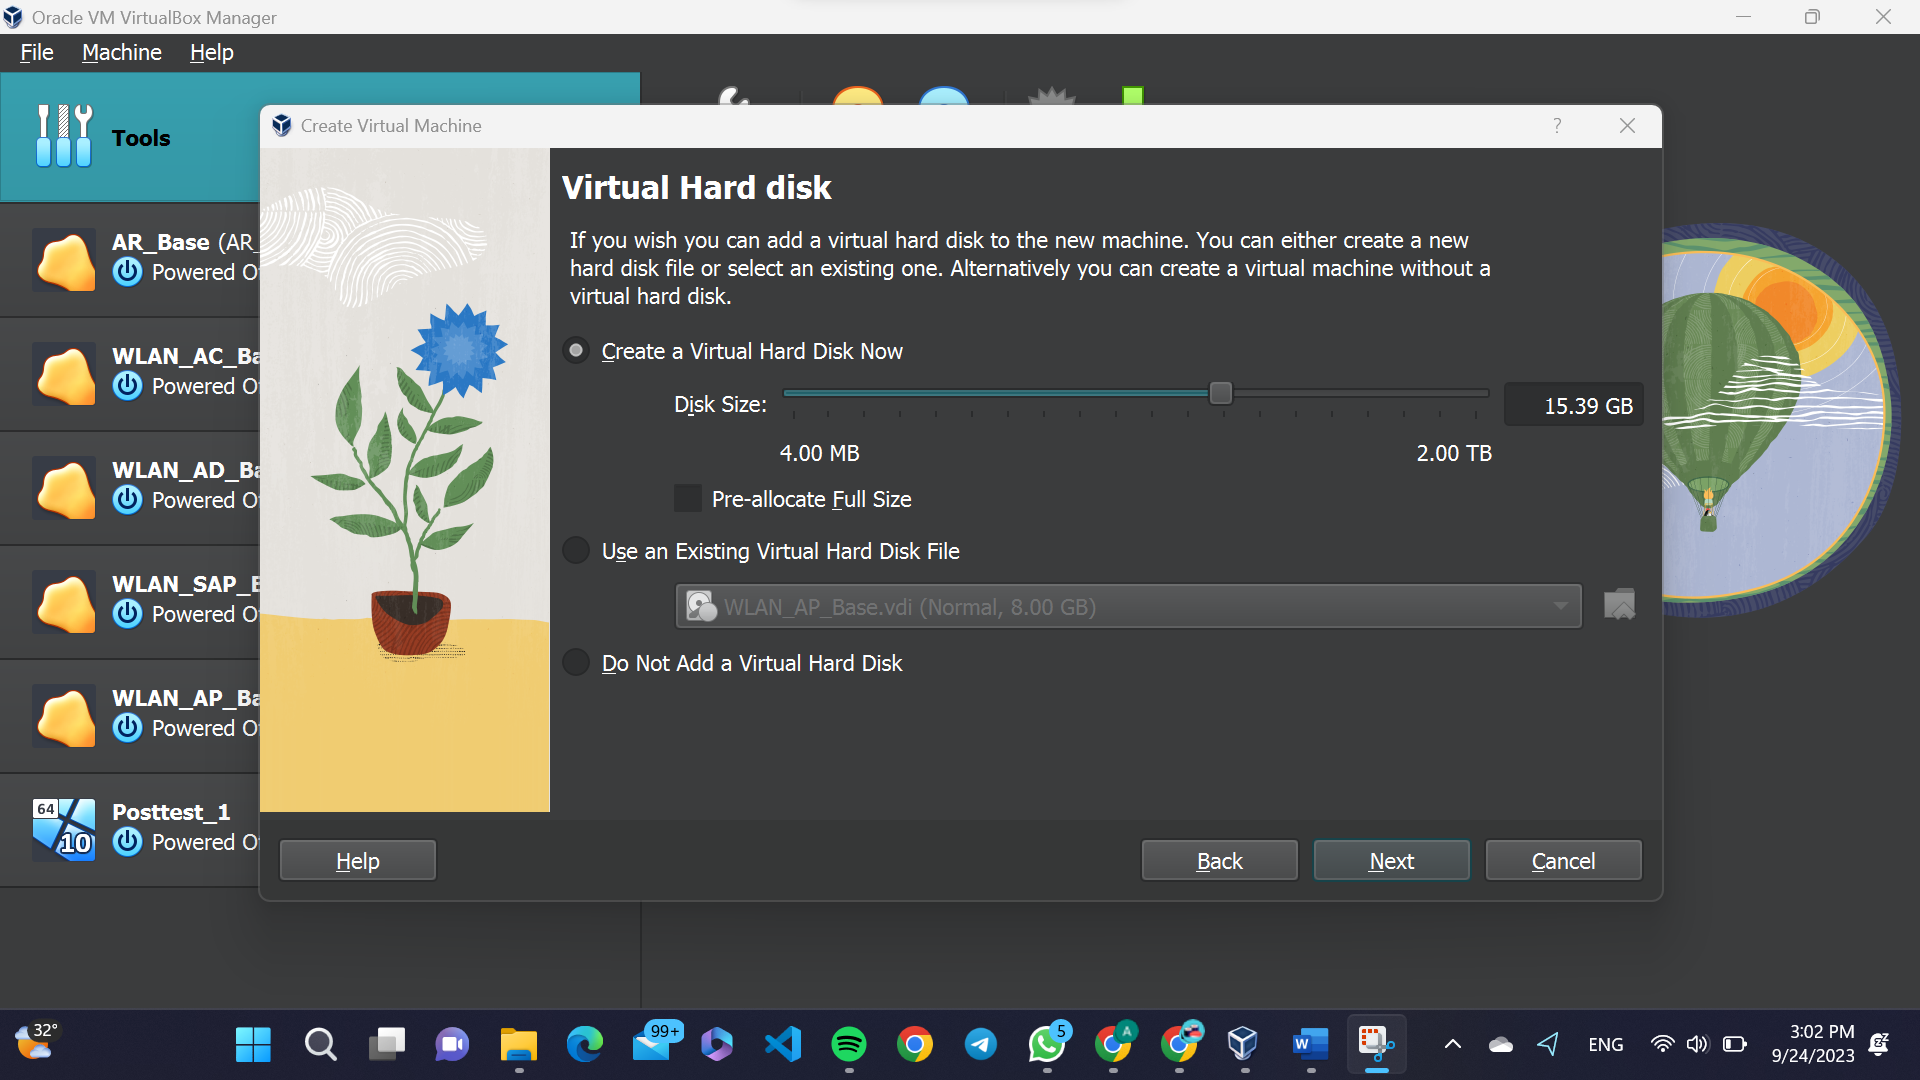 Oracle VM VirtualBox Manager
File Machine Help
Tools
Create Virtual Machine
?
AR_Base (AR_
Powered
WLAN_AC_
Powered
WLAN_AD_
Powered
WLAN_SAP_
Powered
WLAN_AP_
Powered
64
10
Posttest_1
Powered
Virtual Hard disk
If you wish you can add a virtual hard disk to the new machine. You can either create a new
hard disk file or select an existing one. Alternatively you can create a virtual machine without a
virtual hard disk.
Create a Virtual Hard Disk Now
Disk Size:
15.39 GB
4.00 MB 2.00 TB
Pre-allocate Full Size
Use an Existing Virtual Hard Disk File
WLAN_AP_Base.vdi (Normal, 8.00 GB)
Do Not Add a Virtual Hard Disk
Help Back Next Cancel
32°
99+
5
A
W
ENG
3:02 PM
9/24/2023